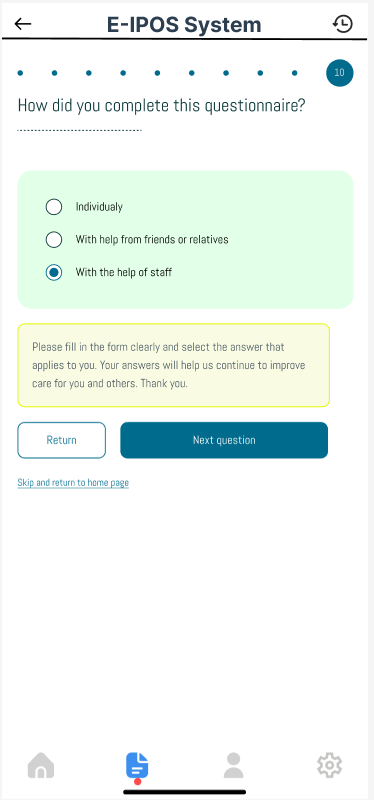 E-IPOS System
10
How did you complete this questionnaire?
Individualy
With help from friends or relatives
With the help of staff
Please fill in the form clearly and select the answer that
applies to you. Your answers will help us continue to improve
care for you and others. Thank you.
Return
Next question
Skip and return to home page